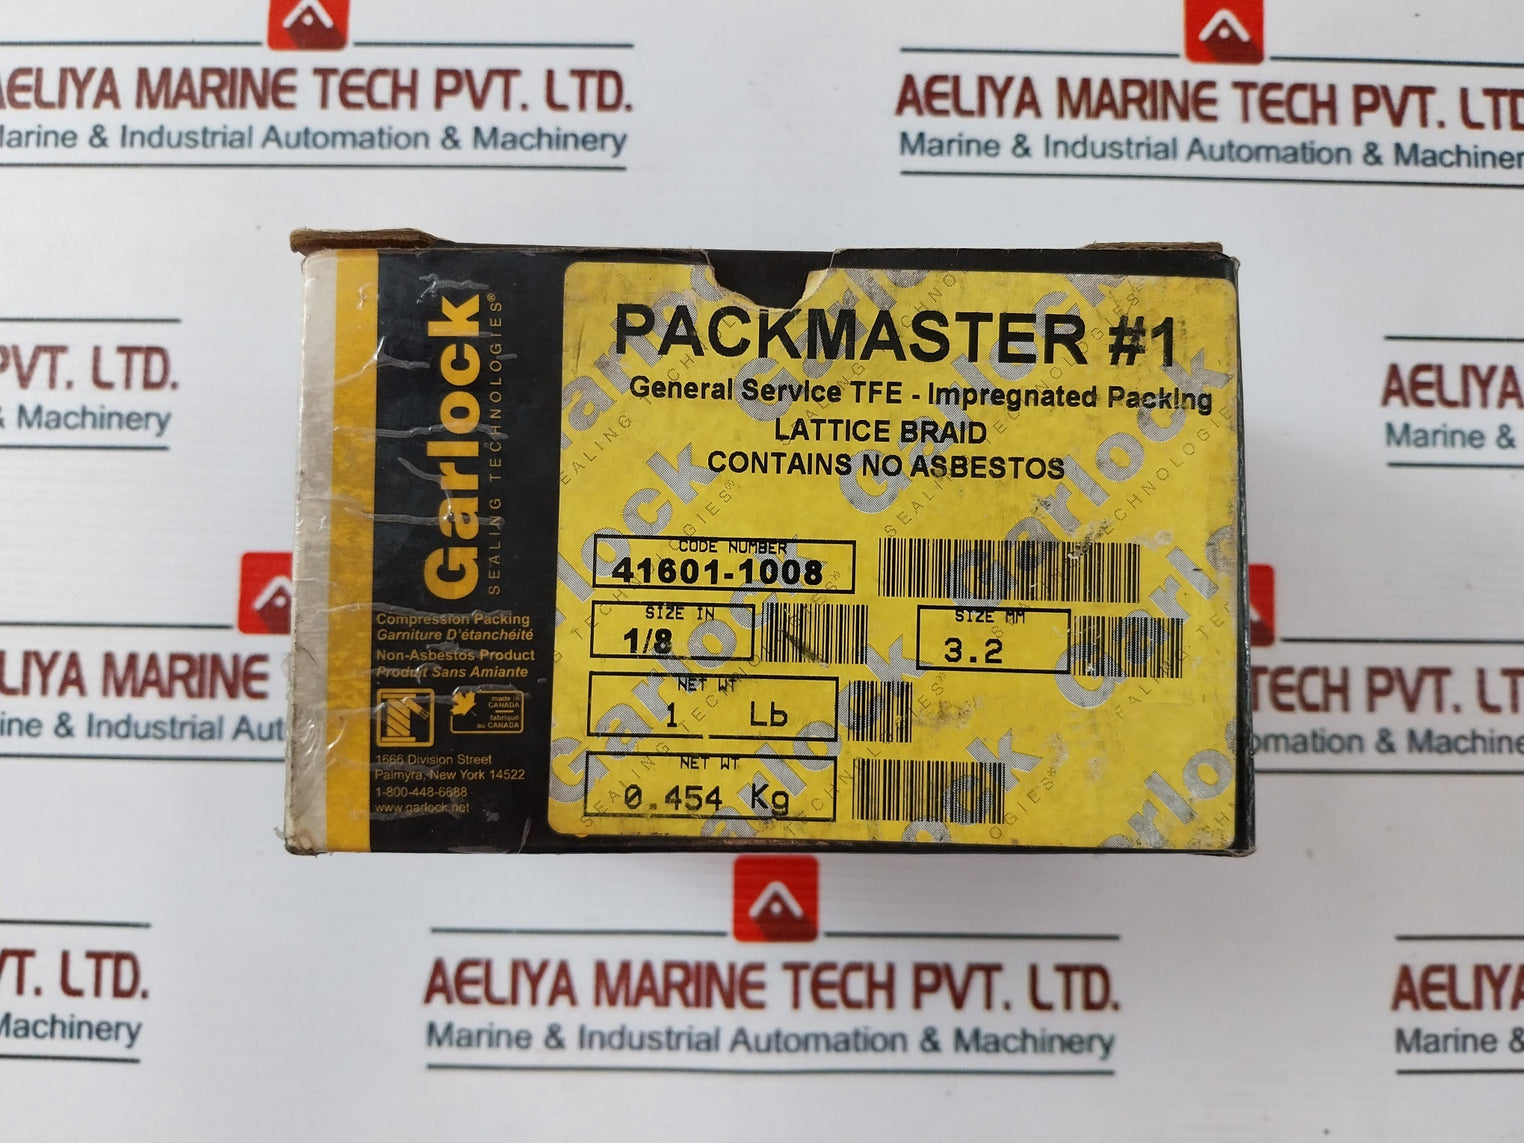 AELIYA MARINE TECH PVT. LTD.
Marine & Industrial Automation & Machinery
AELIYA MARINE TECH PVT. LTD.
Marine & Industrial Automation & Machinery
PVT. LTD.
& Machinery
AELIYA
Marine &
AELIYA MARINE
Marine & Industrial Aut
TECH PVT. LT
omation & Machine
Garlock
SEALING TECHNOLOGIES®
Compression Packing
Garniture D'étanchéité
Non-Asbestos Product
Produit Sans Amiante
made in
CANADA
fabriqué
au CANADA
1666 Division Street
Palmyra, New York 14522
1-800-448-6688
www.garlock.net
PACKMASTER #1
General Service TFE - Impregnated Packing
LATTICE BRAID
CONTAINS NO ASBESTOS
CODE NUMBER
41601-1008
SIZE IN
1/8
SIZE MM
3.2
NET WT
1 Lb
NET WT
0.454 Kg
VT. LTD.
Machinery
AELIYA MARINE TECH PVT. LTD.
Marine & Industrial Automation & Machinery
AELIYA
Marine &